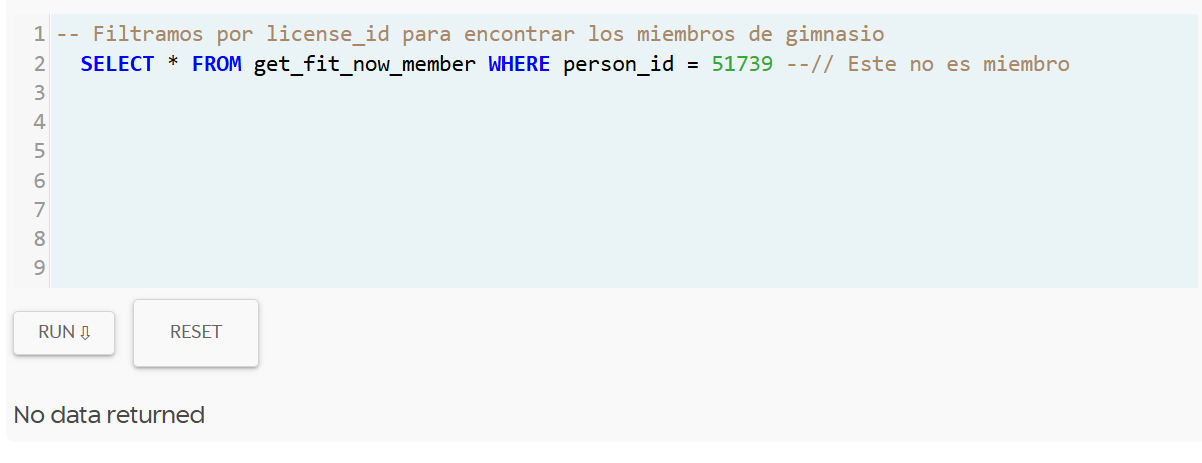 1 -- Filtramos por license_id para encontrar los miembros de gimnasio
2 SELECT * FROM get_fit_now_member WHERE person_id = 51739 --// Este no es miembro
3
4
5
6
7
8
9
RUN ⇩ RESET
No data returned